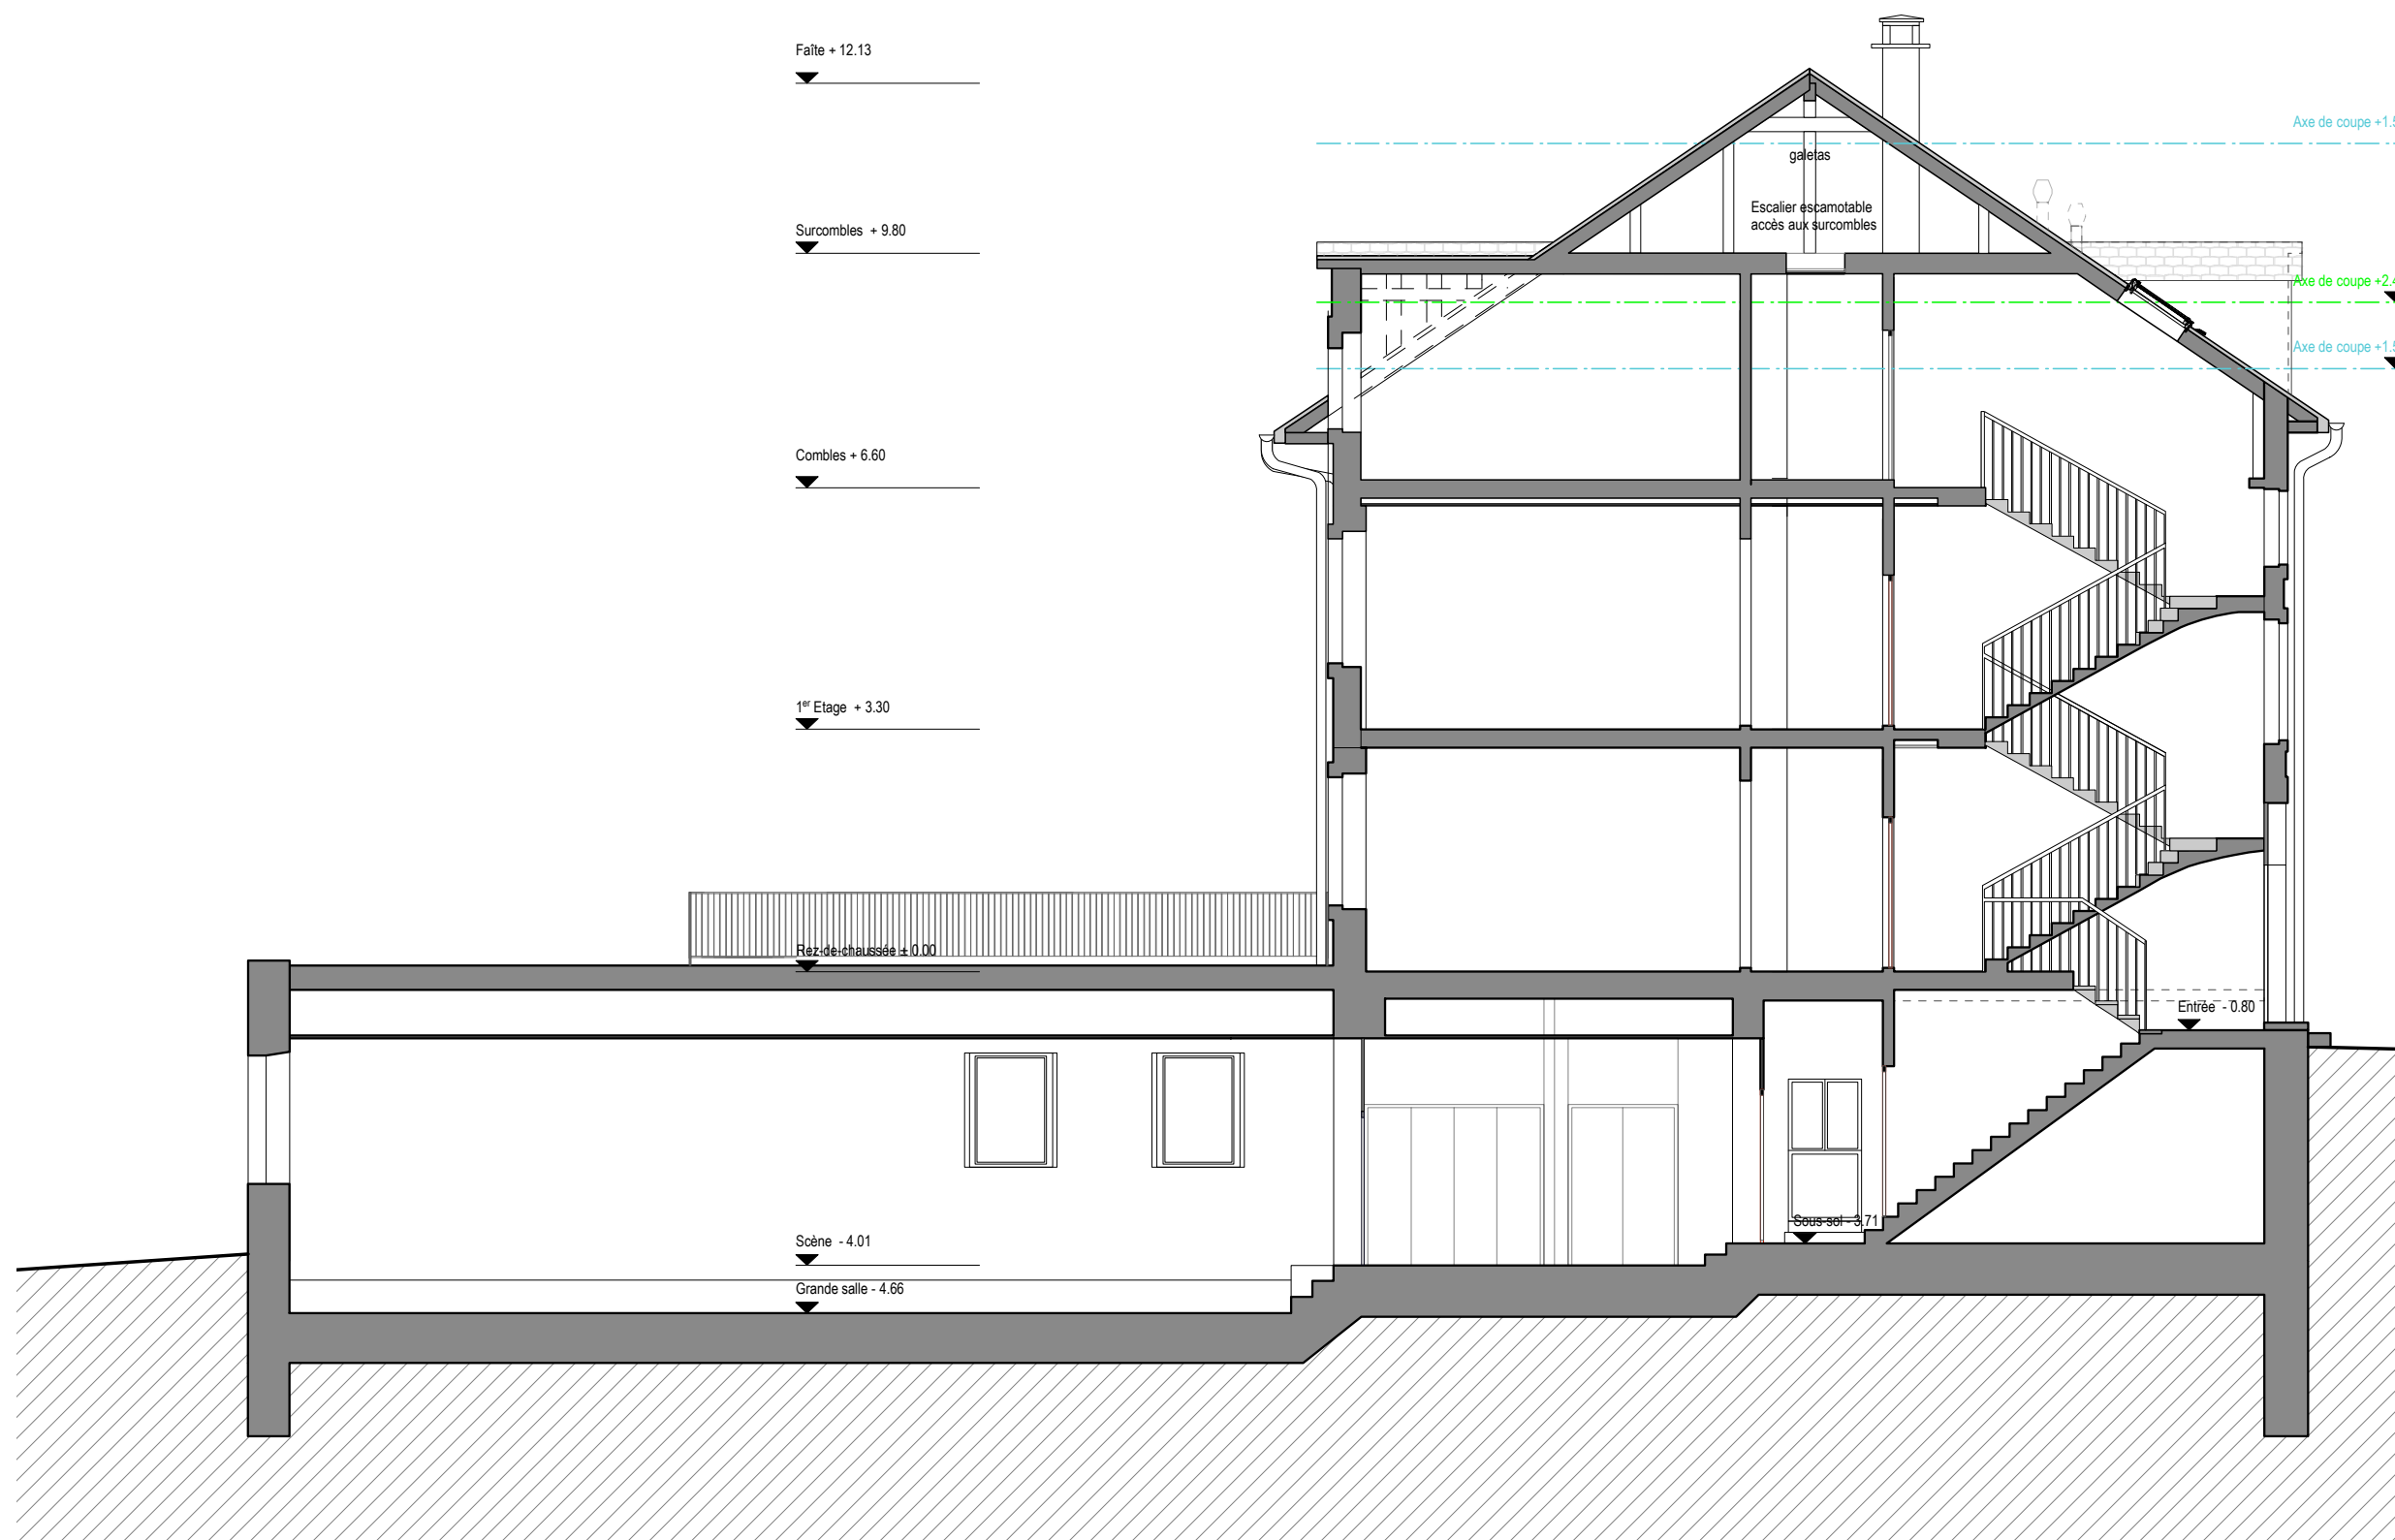 Faîte + 12.13
Axe de coupe +1.5
galetas
Escalier escamotable
accès aux surcombles
Surcombles + 9.80
Axe de coupe +2.4
Axe de coupe +1.5
Combles + 6.60
1er Etage + 3.30
Rez-de-chaussée ± 0.00
Entrée - 0.80
Sous-sol - 3.71
Scène - 4.01
Grande salle - 4.66